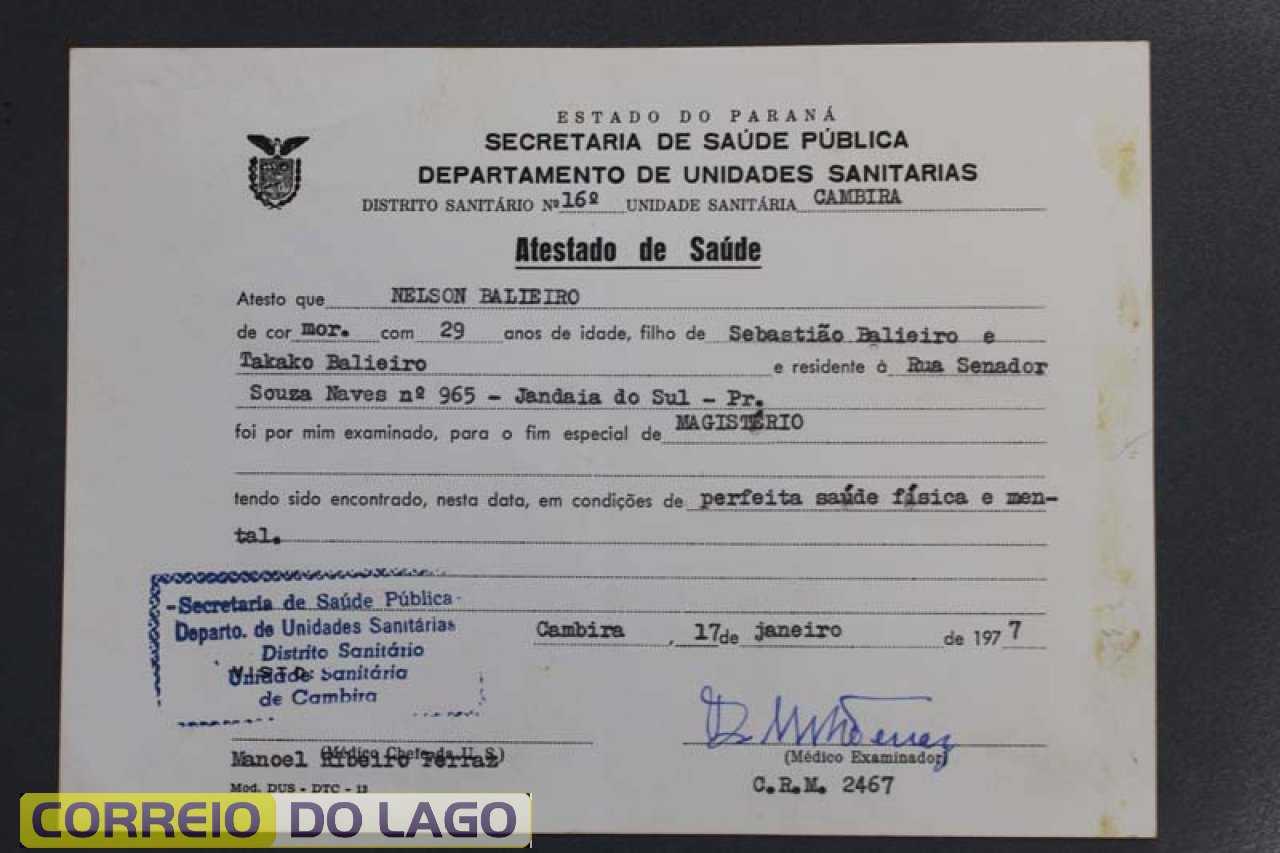 ESTADO DO PARANÁ
SECRETARIA DE SAÚDE PÚBLICA
DEPARTAMENTO DE UNIDADES SANITARIAS
DISTRITO SANITÁRIO Nº 16º UNIDADE SANITÁRIA CAMBIRA
Atestado de Saúde
Atesto que NELSON BALIEIRO
de cor mor. com 29 anos de idade, filho de Sebastião Balieiro e
Takako Balieiro e residente à Rua Senador
Souza Naves nº 965 - Jandaia do Sul - Pr.
foi por mim examinado, para o fim especial de MAGISTÉRIO
tendo sido encontrado, nesta data, em condições de perfeita saúde física e men-
tal.
-Secretaria de Saúde Pública-
Departo. de Unidades Sanitárias
Distrito Sanitário
Unidade Sanitária
de Cambira
VISTO:
Cambira, 17 de janeiro de 1977
(Médico Chefe da U. S.)
Manoel Ribeiro Ferraz
(Médico Examinador)
C.R.M. 2467
Mod. DUS - DTC - 13
CORREIO DO LAGO